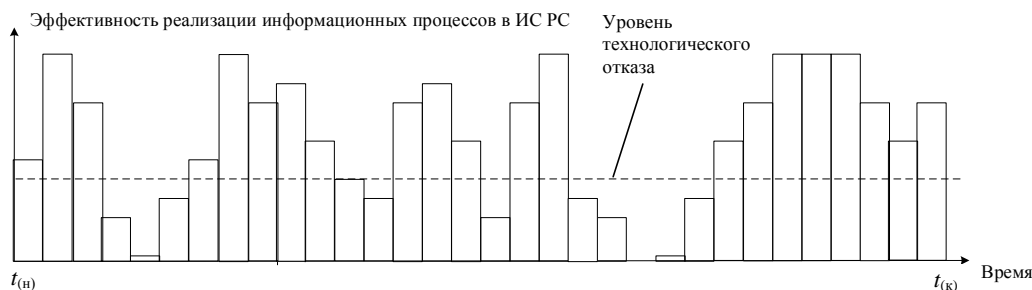 Эффективность реализации информационных процессов в ИС РС
Уровень
технологического
отказа
t(н)
t(к)
Время